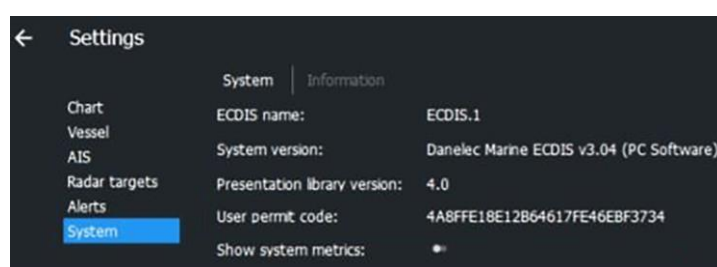 Settings
System Information
Chart
Vessel
AIS
Radar targets
Alerts
System
ECDIS name: ECDIS.1
System version: Danelec Marine ECDIS v3.04 (PC Software)
Presentation library version: 4.0
User permit code: 4A8FFE18E12B64617FE46EBF3734
Show system metrics: